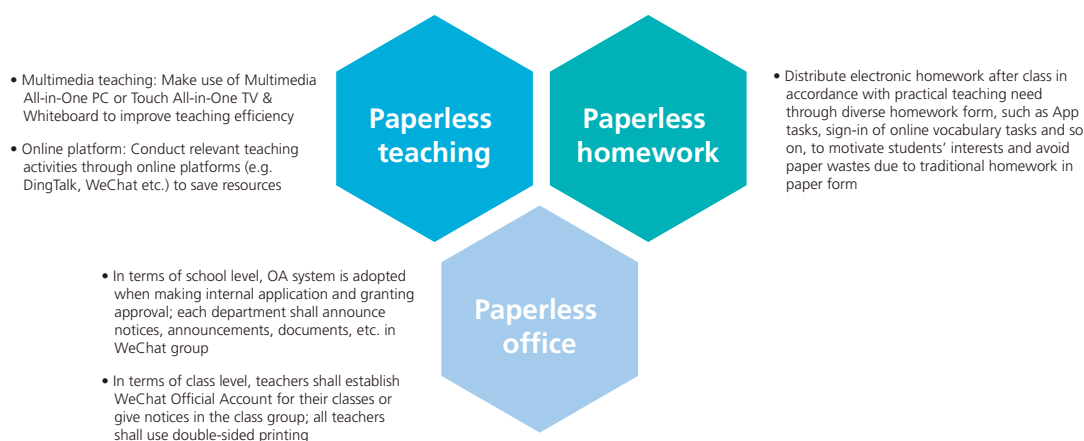 • Multimedia teaching: Make use of Multimedia
All-in-One PC or Touch All-in-One TV &
Whiteboard to improve teaching efficiency
• Online platform: Conduct relevant teaching
activities through online platforms (e.g.
DingTalk, WeChat etc.) to save resources
Paperless
teaching
Paperless
homework
• Distribute electronic homework after class in
accordance with practical teaching need
through diverse homework form, such as App
tasks, sign-in of online vocabulary tasks and so
on, to motivate students' interests and avoid
paper wastes due to traditional homework in
paper form
• In terms of school level, OA system is adopted
when making internal application and granting
approval; each department shall announce
notices, announcements, documents, etc. in
WeChat group
• In terms of class level, teachers shall establish
WeChat Official Account for their classes or
give notices in the class group; all teachers
shall use double-sided printing
Paperless
office